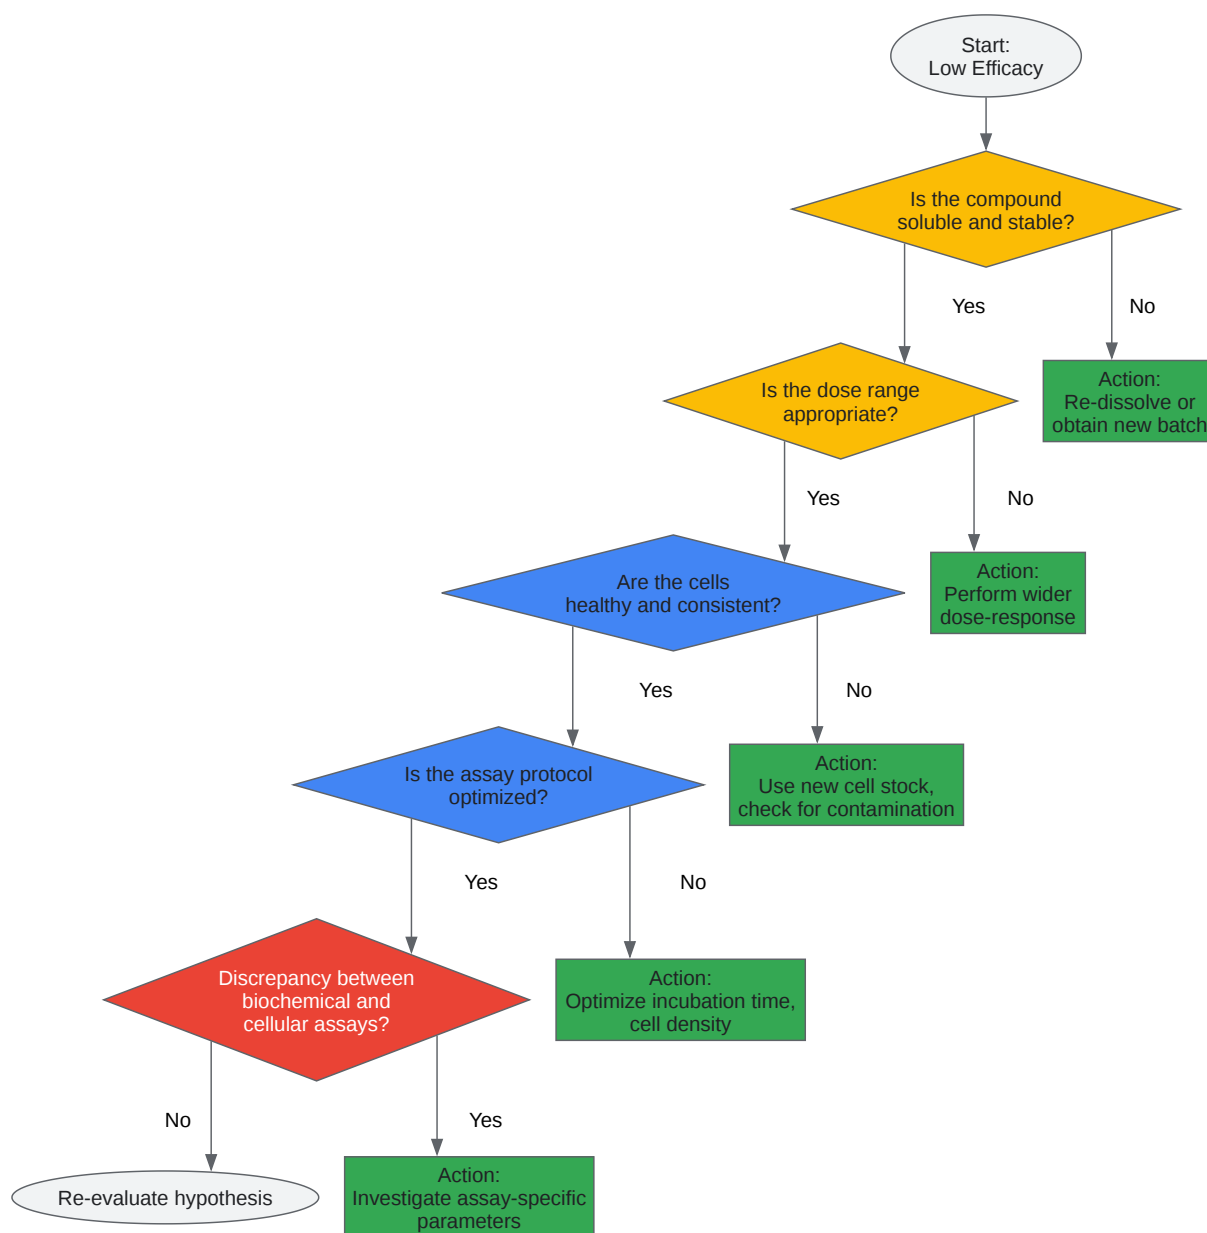 Start:
Low Efficacy
Is the compound
soluble and stable?
Yes
No
Is the dose range
appropriate?
Action:
Re-dissolve or
obtain new batch
Yes
No
Are the cells
healthy and consistent?
Action:
Perform wider
dose-response
Yes
No
Is the assay protocol
optimized?
Action:
Use new cell stock,
check for contamination
Yes
No
Discrepancy between
biochemical and
cellular assays?
Action:
Optimize incubation time,
cell density
No
Yes
Re-evaluate hypothesis
Action:
Investigate assay-specific
parameters